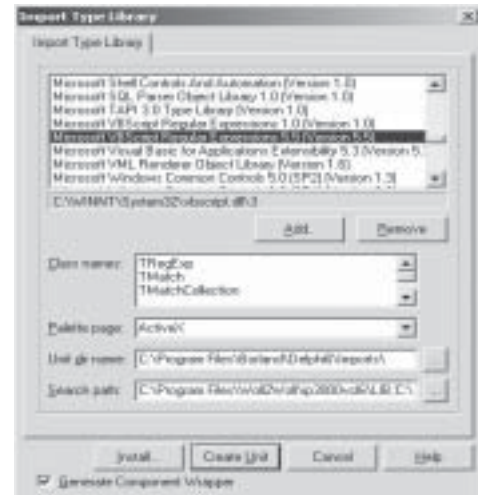 Import Type Library
Import Type Library
Microsoft Shell Controls And Automation (Version 1.0)
Microsoft SQL Parser Object Library 1.0 (Version 1.0)
Microsoft TAPI 3.0 Type Library (Version 1.0)
Microsoft VBScript Regular Expressions 1.0 (Version 1.0)
Microsoft VBScript Regular Expressions 5.5 (Version 5.5)
Microsoft Visual Basic for Applications Extensibility 5.3 (Version 5.
Microsoft VML Renderer Object Library (Version 1.0)
Microsoft Windows Common Controls 5.0 (SP2) (Version 1.3)
C:\WINNT\System32\vbscript.dll\3
Add...
Remove
Class names:
TRegExp
TMatch
TMatchCollection
Palette page:
ActiveX
Unit dir name:
C:\Program Files\Borland\Delphi6\Imports\
Search path:
C:\Program
Install...
Create Unit
Cancel
Help
Generate Component Wrapper